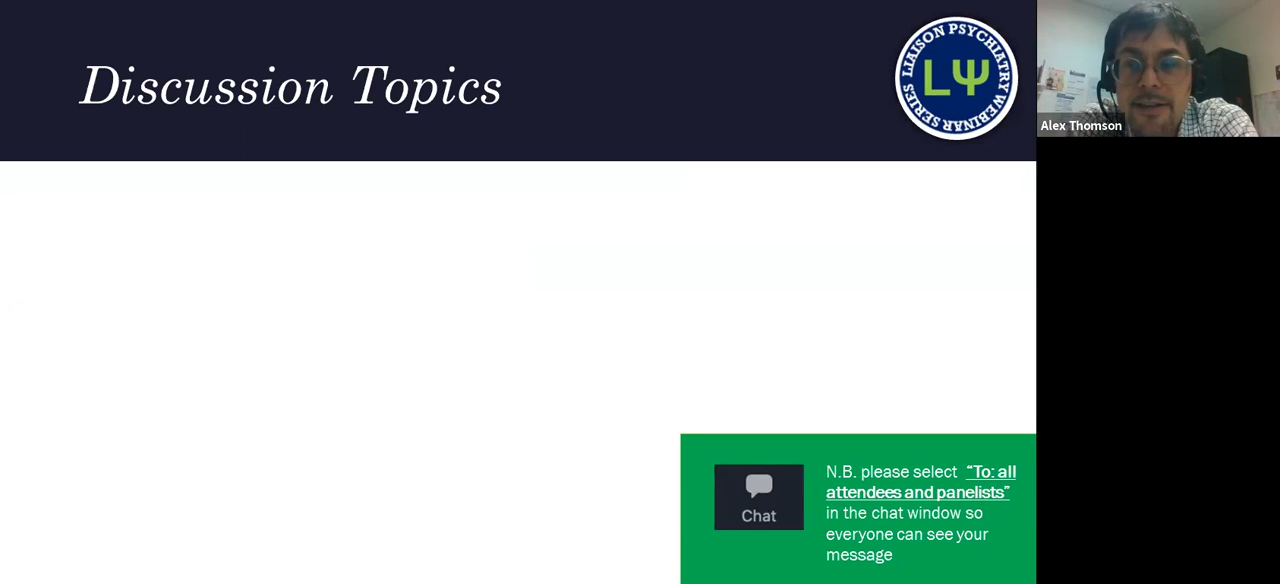 Discussion Topics
LIAISON PSYCHIATRY WEBINAR SERIES
LΨ
Alex Thomson
N.B. please select “To: all
attendees and panelists”
in the chat window so
everyone can see your
message
Chat